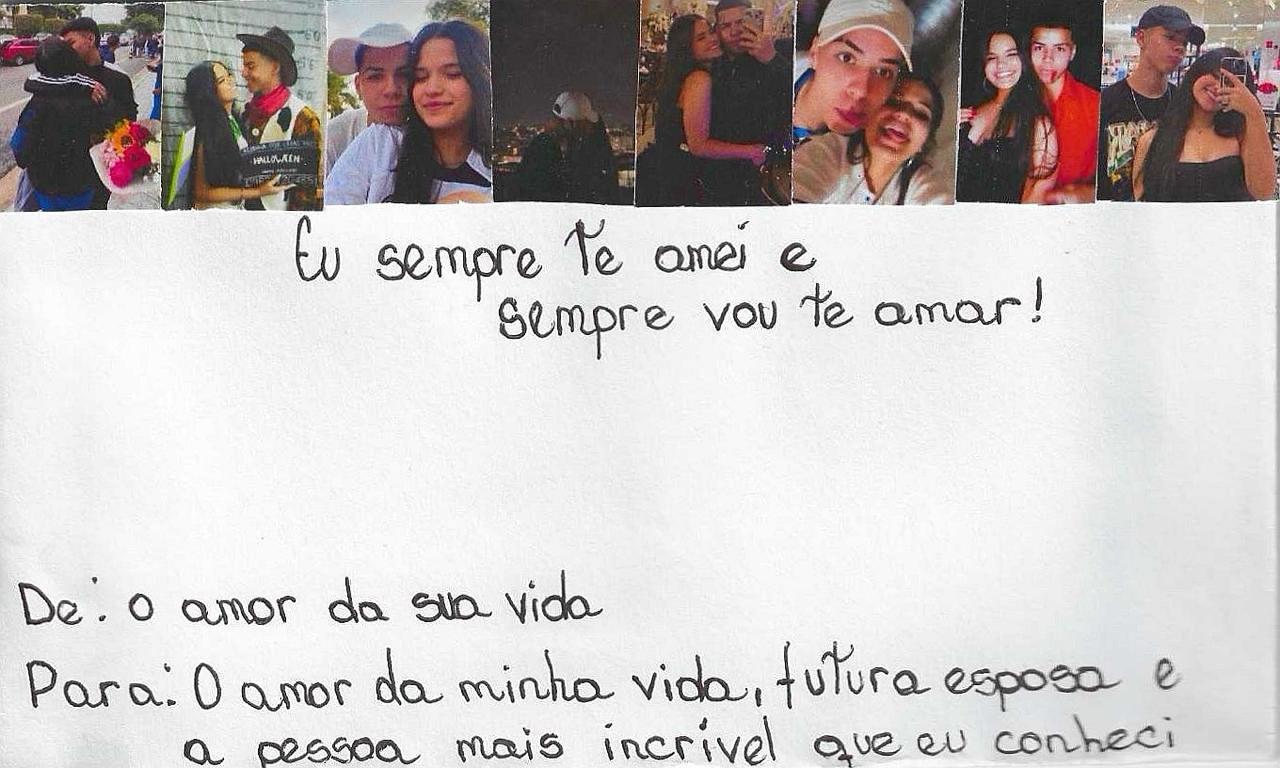 HALLOWEEN
Eu sempre te amei e
sempre vou te amar!
De: o amor da sua vida
Para: O amor da minha vida, futura esposa e
a pessoa mais incrível que eu conheci